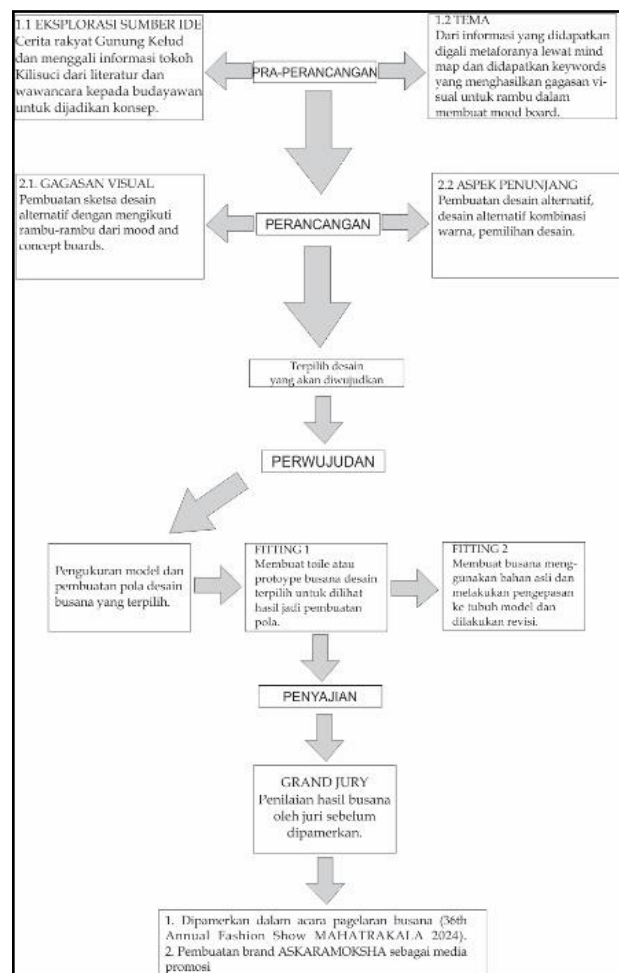 1.1 EKSPLORASI SUMBER IDE
Cerita rakyat Gunung Kelud
dan menggali informasi tokoh
Kilisuci dari literatur dan
wawancara kepada budayawan
untuk dijadikan konsep.
PRA-PERANCANGAN
1.2 TEMA
Dari informasi yang didapatkan
digali metaforanya lewat mind
map dan didapatkan keywords
yang menghasilkan gagasan vi-
sual untuk rambu dalam
membuat mood board.
2.1. GAGASAN VISUAL
Pembuatan sketsa desain
alternatif dengan mengikuti
rambu-rambu dari mood and
concept boards.
PERANCANGAN
2.2 ASPEK PENUNJANG
Pembuatan desain alternatif,
desain alternatif kombinasi
warna, pemilihan desain.
Terpilih desain
yang akan diwujudkan
PERWUJUDAN
Pengukuran model dan
pembuatan pola desain
busana yang terpilih.
FITTING 1
Membuat toile atau
protoype busana desain
terpilih untuk dilihat
hasil jadi pembuatan
pola.
FITTING 2
Membuat busana meng-
gunakan bahan asli dan
melakukan pengepasan
ke tubuh model dan
dilakukan revisi.
PENYAJIAN
GRAND JURY
Penilaian hasil busana
oleh juri sebelum
dipamerkan.
1. Dipamerkan dalam acara pagelaran busana (36th
Annual Fashion Show MAHATRAKALA 2024).
2. Pembuatan brand ASKARAMOKSHA sebagai media
promosi